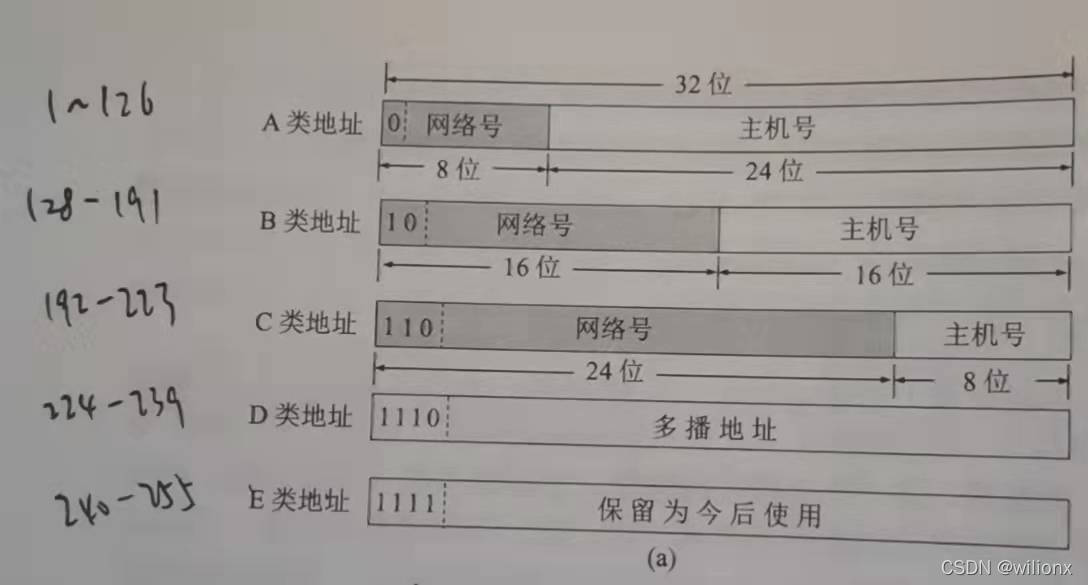 32 位
1~126
A 类地址 0 网络号 主机号
8 位 24 位
128-191
B 类地址 10 网络号 主机号
16 位 16 位
192-223
C 类地址 110 网络号 主机号
24 位 8 位
224-239
D 类地址 1110 多播地址
240-255
E 类地址 1111 保留为今后使用
(a)
CSDN @wilionx